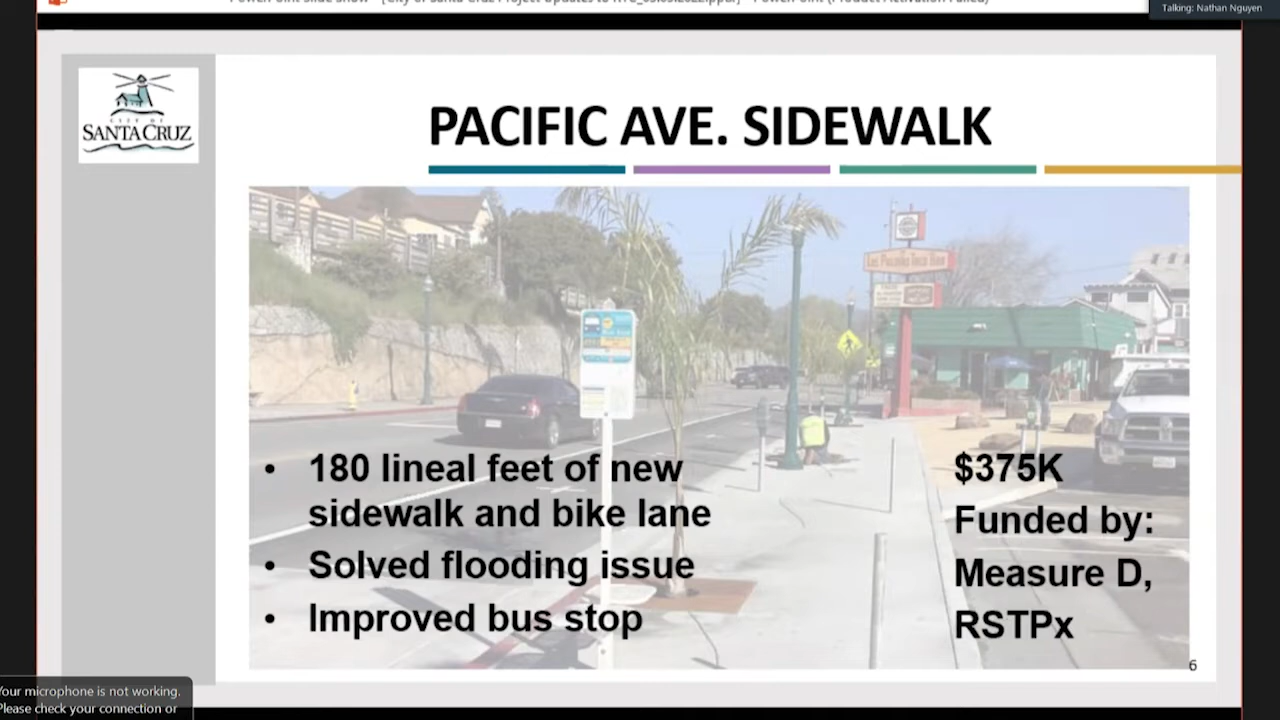 Talking: Nathan Nguyen
CITY OF
SANTA CRUZ
PACIFIC AVE. SIDEWALK
• 180 lineal feet of new
sidewalk and bike lane
• Solved flooding issue
• Improved bus stop
$375K
Funded by:
Measure D,
RSTPx
6
Your microphone is not working.
Please check your connection or